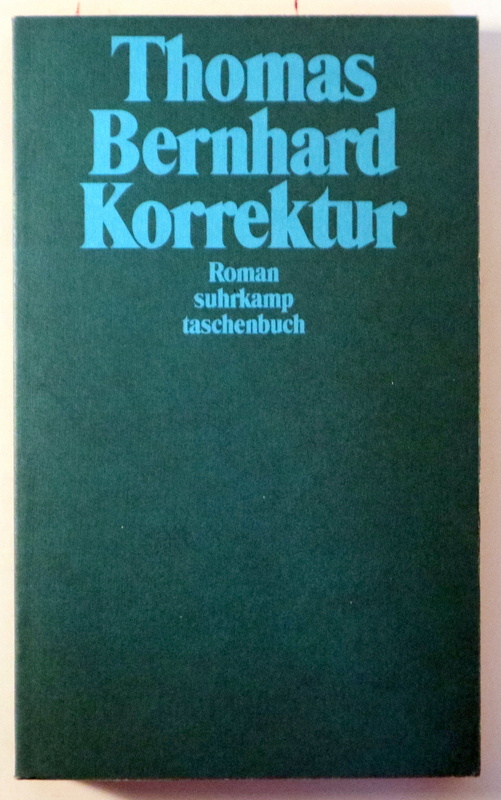 Thomas
Bernhard
Korrektur
Roman
suhrkamp
taschenbuch